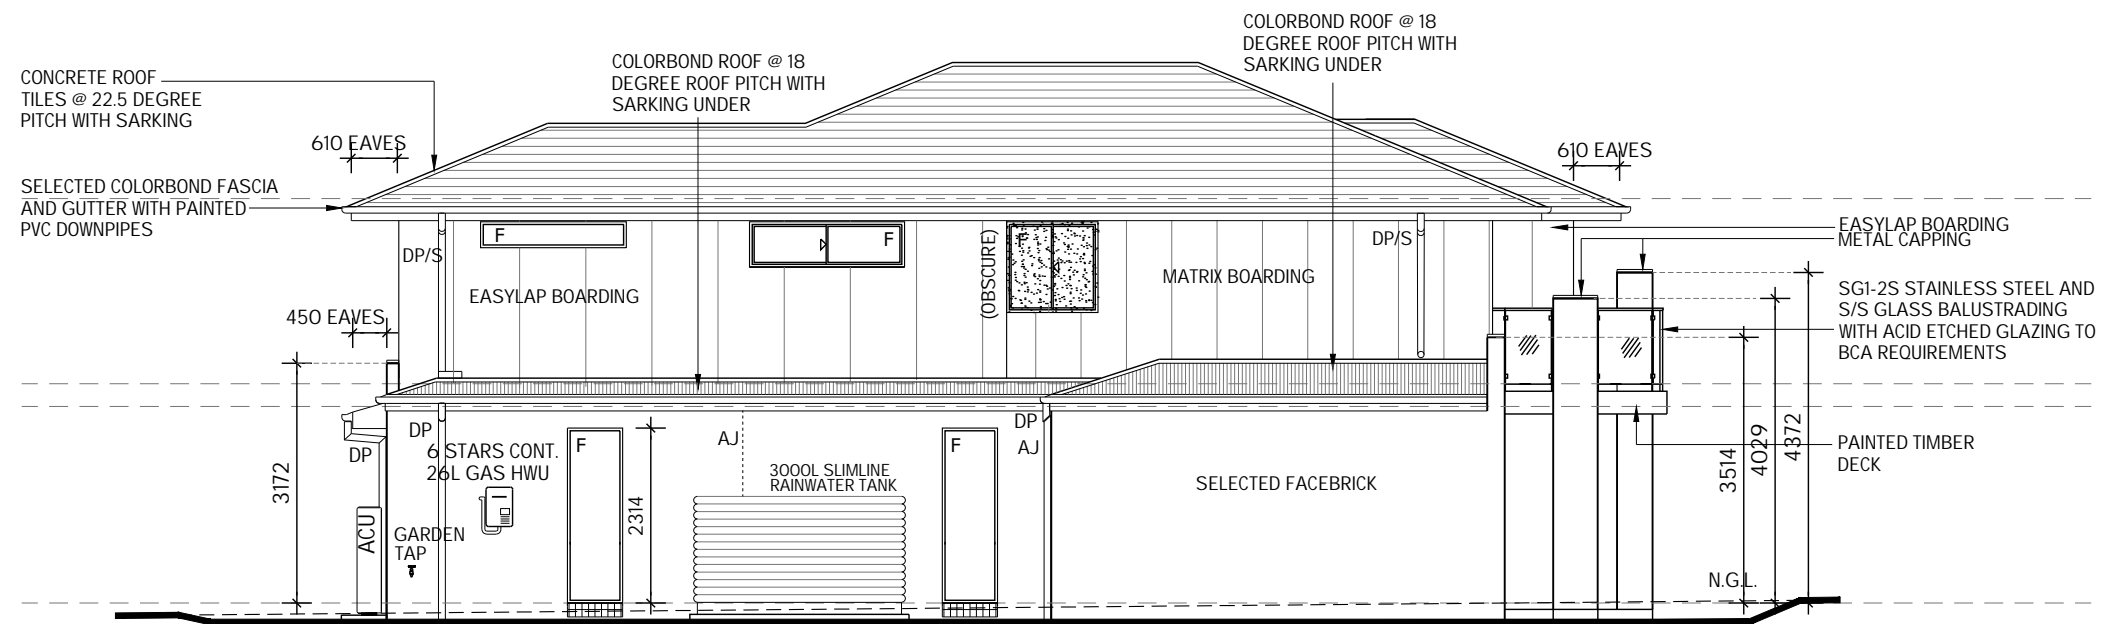 COLORBOND ROOF @ 18
DEGREE ROOF PITCH WITH
SARKING UNDER
COLORBOND ROOF @ 18
DEGREE ROOF PITCH WITH
SARKING UNDER
CONCRETE ROOF
TILES @ 22.5 DEGREE
PITCH WITH SARKING
610 EAVES
610 EAVES
SELECTED COLORBOND FASCIA
AND GUTTER WITH PAINTED
PVC DOWNPIPES
EASYLAP BOARDING
METAL CAPPING
F
F
F
DP/S
DP/S
(OBSCURE)
EASYLAP BOARDING
MATRIX BOARDING
SG1-2S STAINLESS STEEL AND
S/S GLASS BALUSTRADING
WITH ACID ETCHED GLAZING TO
BCA REQUIREMENTS
450 EAVES
DP
DP
DP
AJ
AJ
F
F
6 STARS CONT.
26L GAS HWU
3000L SLIMLINE
RAINWATER TANK
SELECTED FACEBRICK
PAINTED TIMBER
DECK
3172
2314
3514
4029
4372
ACU
GARDEN
TAP
N.G.L.